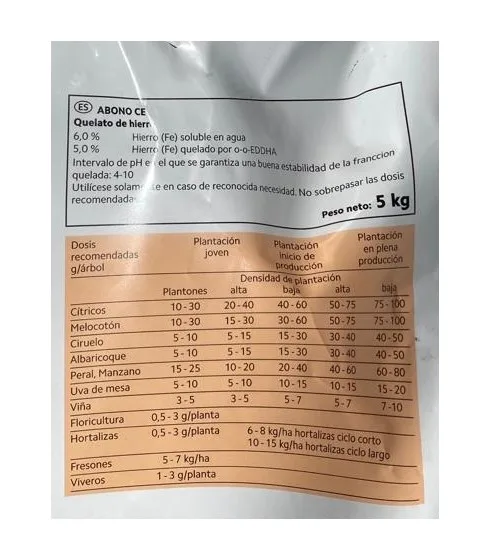 ES ABONO CE
Quelato de hierr
6,0 % Hierro (Fe) soluble en agua
5,0 % Hierro (Fe) quelado por o-o-EDDHA
Intervalo de pH e el que se garantiza una buena estabilidad de la franccion
quelada: 4-10
Utilícese solam e en caso de reconocida necesidad. No sobrepasar las dosis
recomendada
Peso neto: 5 kg
Dosis recomendadas g/árbol
Plantación joven
Plantación inicio de producción
Plantación en plena producción
Densidad de plantación
Plantones alta baja alta baja
Cítricos 10-30 20-40 40-60 50-75 75-100
Melocotón 10-30 15-30 30-60 50-75 75-100
Ciruelo 5-10 5-15 15-30 30-40 40-50
Albaricoque 5-10 5-15 15-30 30-40 40-50
Peral, Manzano 15-25 10-20 20-40 40-60 60-80
Uva de mesa 5-10 5-10 10-15 10-15 15-20
Viña 3-5 3-5 5-7 5-7 7-10
Floricultura 0,5-3 g/planta
Hortalizas 0,5-3 g/planta 6-8 kg/ha hortalizas ciclo corto
10-15 kg/ha hortalizas ciclo largo
Fresones 5-7 kg/ha
Viveros 1-3 g/planta